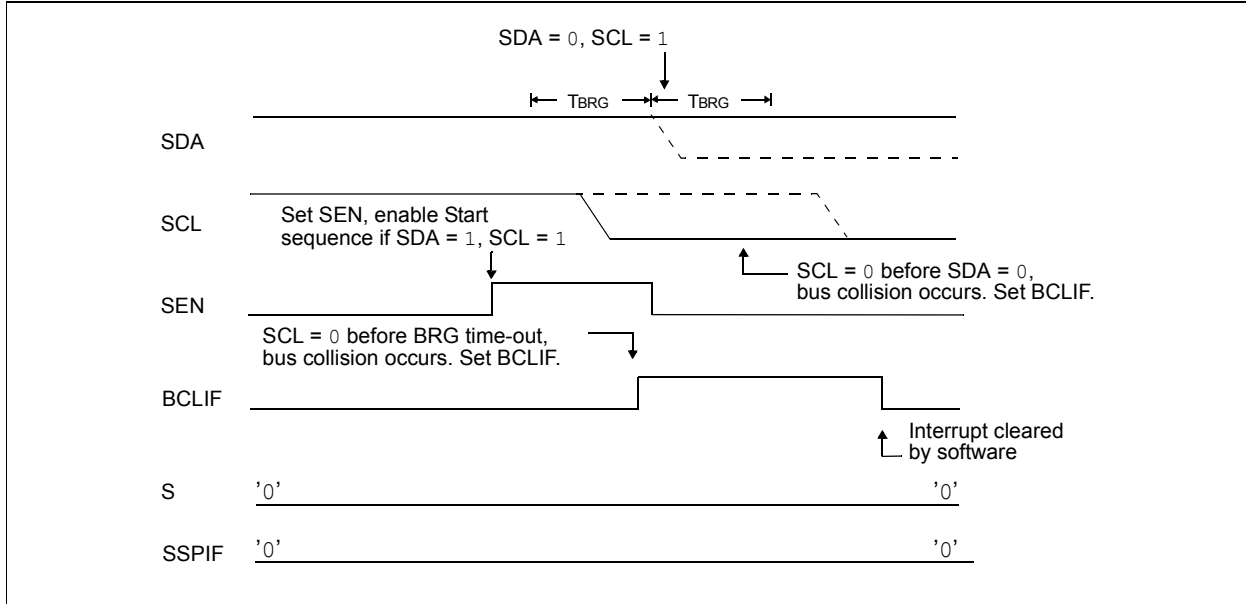 SDA = 0, SCL = 1
TBRG TBRG
SDA
SCL
Set SEN, enable Start
sequence if SDA = 1, SCL = 1
SCL = 0 before SDA = 0,
bus collision occurs. Set BCLIF.
SEN
SCL = 0 before BRG time-out,
bus collision occurs. Set BCLIF.
BCLIF
Interrupt cleared
by software
S '0' '0'
SSPIF '0' '0'